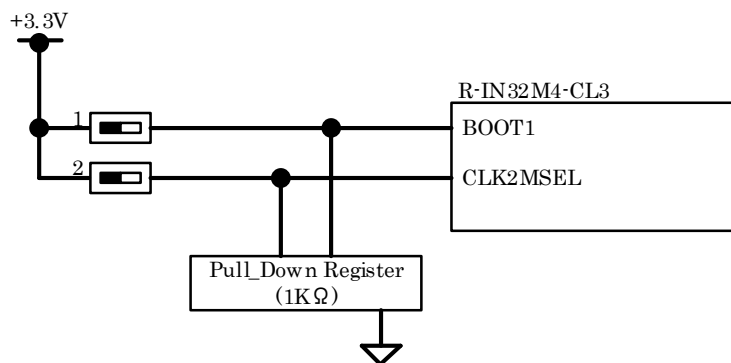 +3.3V
R-IN32M4-CL3
1
BOOT1
2
CLK2MSEL
Pull_Down Register
(1KΩ)